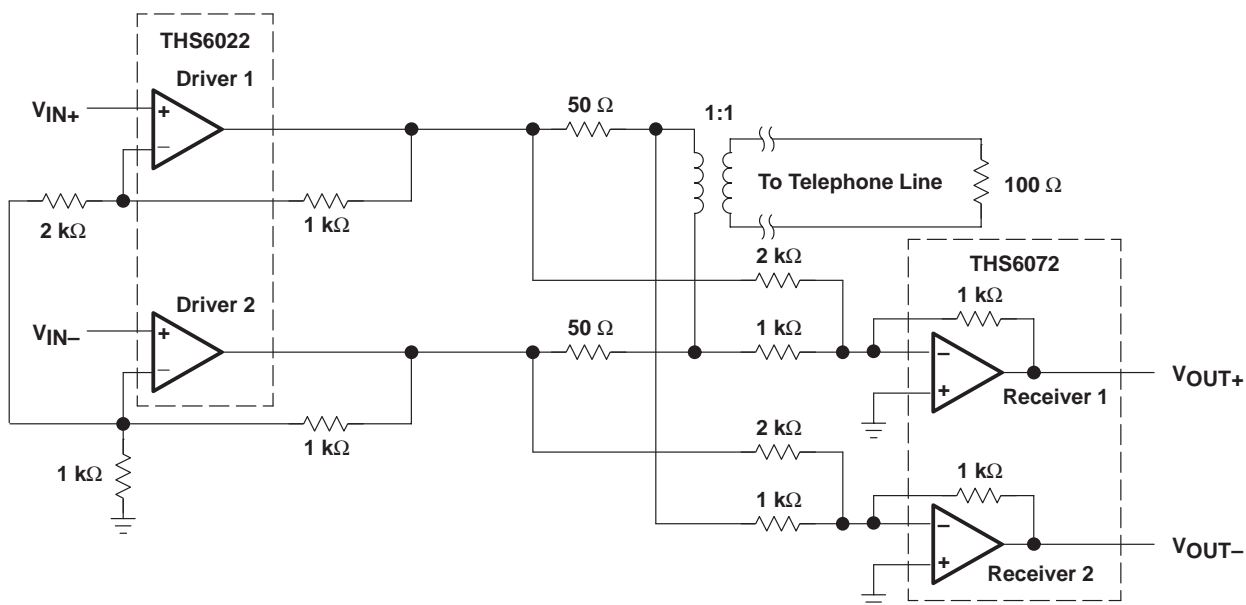 THS6022
Driver 1
VIN+
+
−
50 Ω
1:1
To Telephone Line
100 Ω
2 kΩ
1 kΩ
2 kΩ
THS6072
Driver 2
1 kΩ
VIN−
+
−
50 Ω
1 kΩ
−
+
Receiver 1
VOUT+
1 kΩ
2 kΩ
1 kΩ
1 kΩ
1 kΩ
−
+
Receiver 2
VOUT−